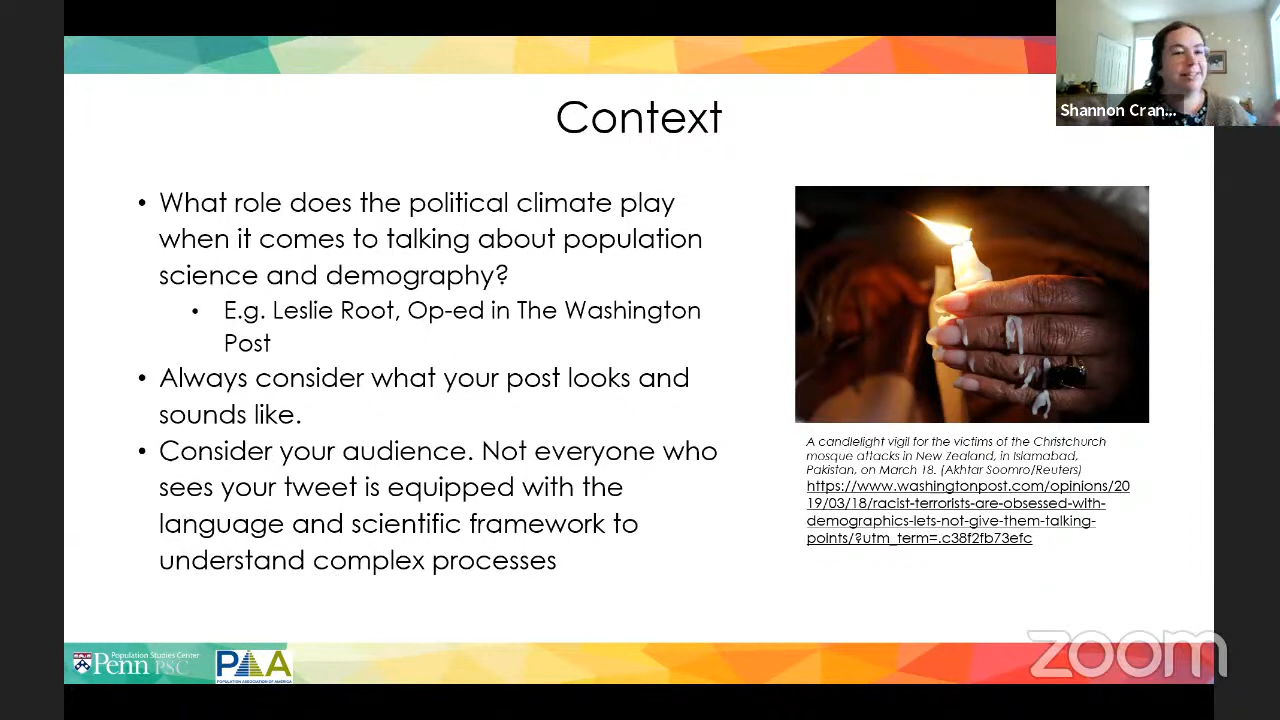 Shannon Cran...
Context
• What role does the political climate play
when it comes to talking about population
science and demography?
• E.g. Leslie Root, Op-ed in The Washington
Post
• Always consider what your post looks and
sounds like.
• Consider your audience. Not everyone who
sees your tweet is equipped with the
language and scientific framework to
understand complex processes
A candlelight vigil for the victims of the Christchurch
mosque attacks in New Zealand, in Islamabad,
Pakistan, on March 18. (Akhtar Soomro/Reuters)
https://www.washingtonpost.com/opinions/20
19/03/18/racist-terrorists-are-obsessed-with-
demographics-lets-not-give-them-talking-
points/?utm_term=.c38f2fb73efc
Penn PSC
Population Studies Center
PAA
POPULATION ASSOCIATION OF AMERICA
zoom